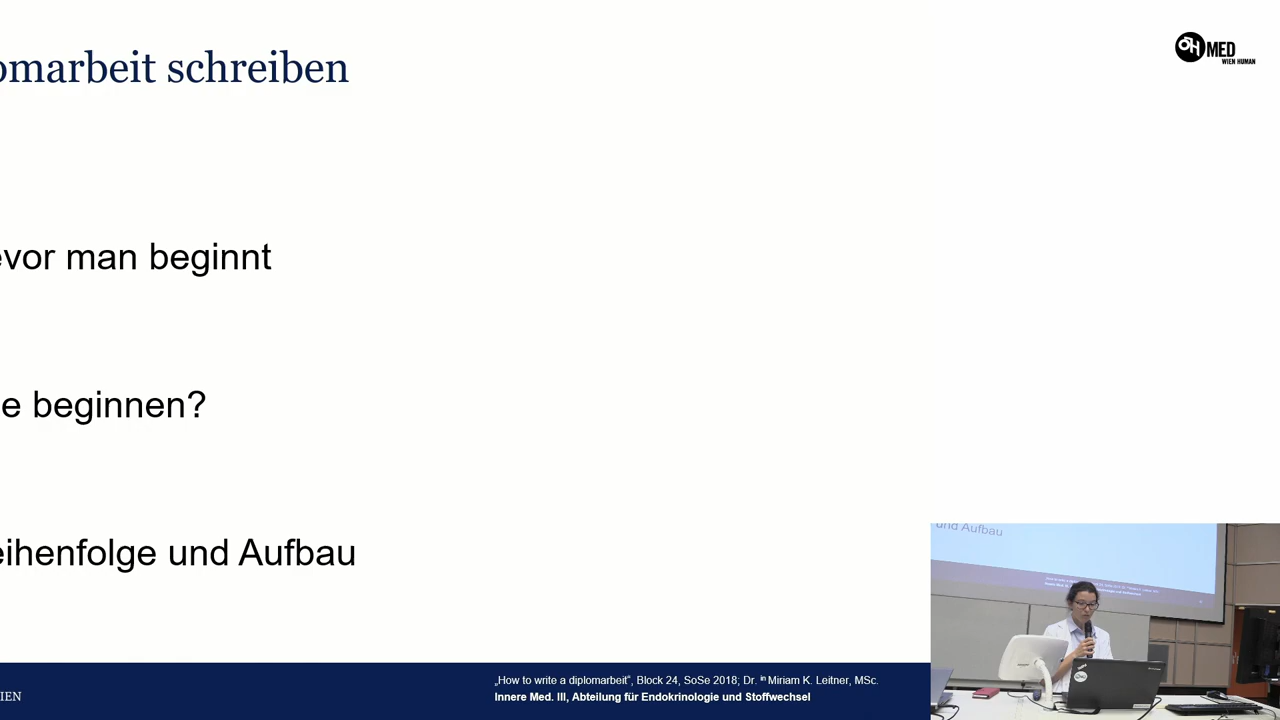 omarbeit schreiben
ÖH MED
WIEN HUMAN
evor man beginnt
e beginnen?
eihenfolge und Aufbau
IEN
„How to write a diplomarbeit“, Block 24, SoSe 2018; Dr. in Miriam K. Leitner, MSc.
Innere Med. III, Abteilung für Endokrinologie und Stoffwechsel
und Aufbau